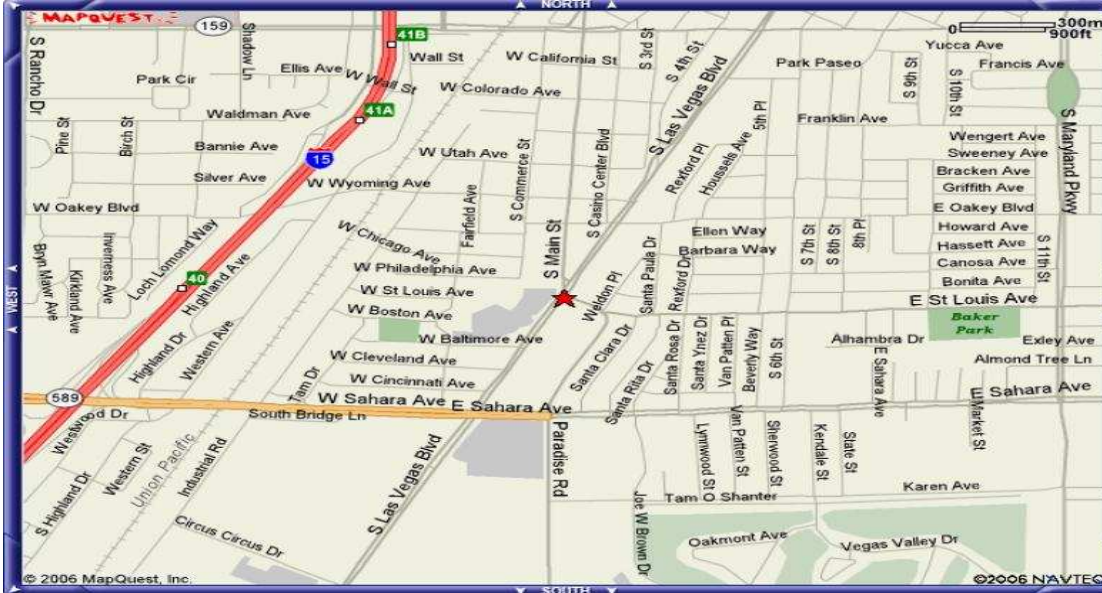 NORTH
MAPQUEST
159
41B
300m
900ft
S Rancho Dr
Shadow Ln
Wall St
W California St
S 3rd St
S 4th St
Yucca Ave
Park Cir
Ellis Ave
W Wall St
W Colorado Ave
S Las Vegas Blvd
Park Paseo
S 9th St
S 10th St
Francis Ave
41A
Waldman Ave
5th Pl
Franklin Ave
S Maryland Pkwy
Pine St
Birch St
Bannie Ave
15
W Utah Ave
S Commerce St
S Casino Center Blvd
Rexford Pl
Houssels Ave
Wengert Ave
Sweeney Ave
Silver Ave
W Wyoming Ave
Bracken Ave
Griffith Ave
W Oakey Blvd
Fairfield Ave
E Oakey Blvd
Bryn Mawr Ave
Kirkland Ave
Inverness Ave
Loch Lomond Way
Highland Ave
W Chicago Ave
S Main St
Ellen Way
Barbara Way
S 7th St
S 8th St
8th Pl
Howard Ave
Hassett Ave
S 11th St
WEST
40
W Philadelphia Ave
Santa Paula Dr
Rexford Dr
Canosa Ave
Bonita Ave
W St Louis Ave
Weldon Pl
E St Louis Ave
W Boston Ave
Baker
Park
Highland Dr
Western Ave
W Baltimore Ave
Santa Clara Dr
Santa Rosa Dr
Santa Ynez Dr
Van Patten Pl
Beverly Way
S 6th St
Alhambra Dr
E Sahara Ave
Exley Ave
W Cleveland Ave
Almond Tree Ln
Tam Dr
W Cincinnati Ave
Santa Rita Dr
589
W Sahara Ave
E Sahara Ave
E Sahara Ave
Westwood Dr
South Bridge Ln
E Market St
S Highland Dr
Western St
Union Pacific
Industrial Rd
S Las Vegas Blvd
Paradise Rd
Lynnwood St
Van Patten St
Sherwood St
Kendale St
State St
Joe W Brown Dr
Tam O Shanter
Karen Ave
Circus Circus Dr
Oakmont Ave
Vegas Valley Dr
© 2006 MapQuest, Inc.
©2006 NAVTEQ
SOUTH